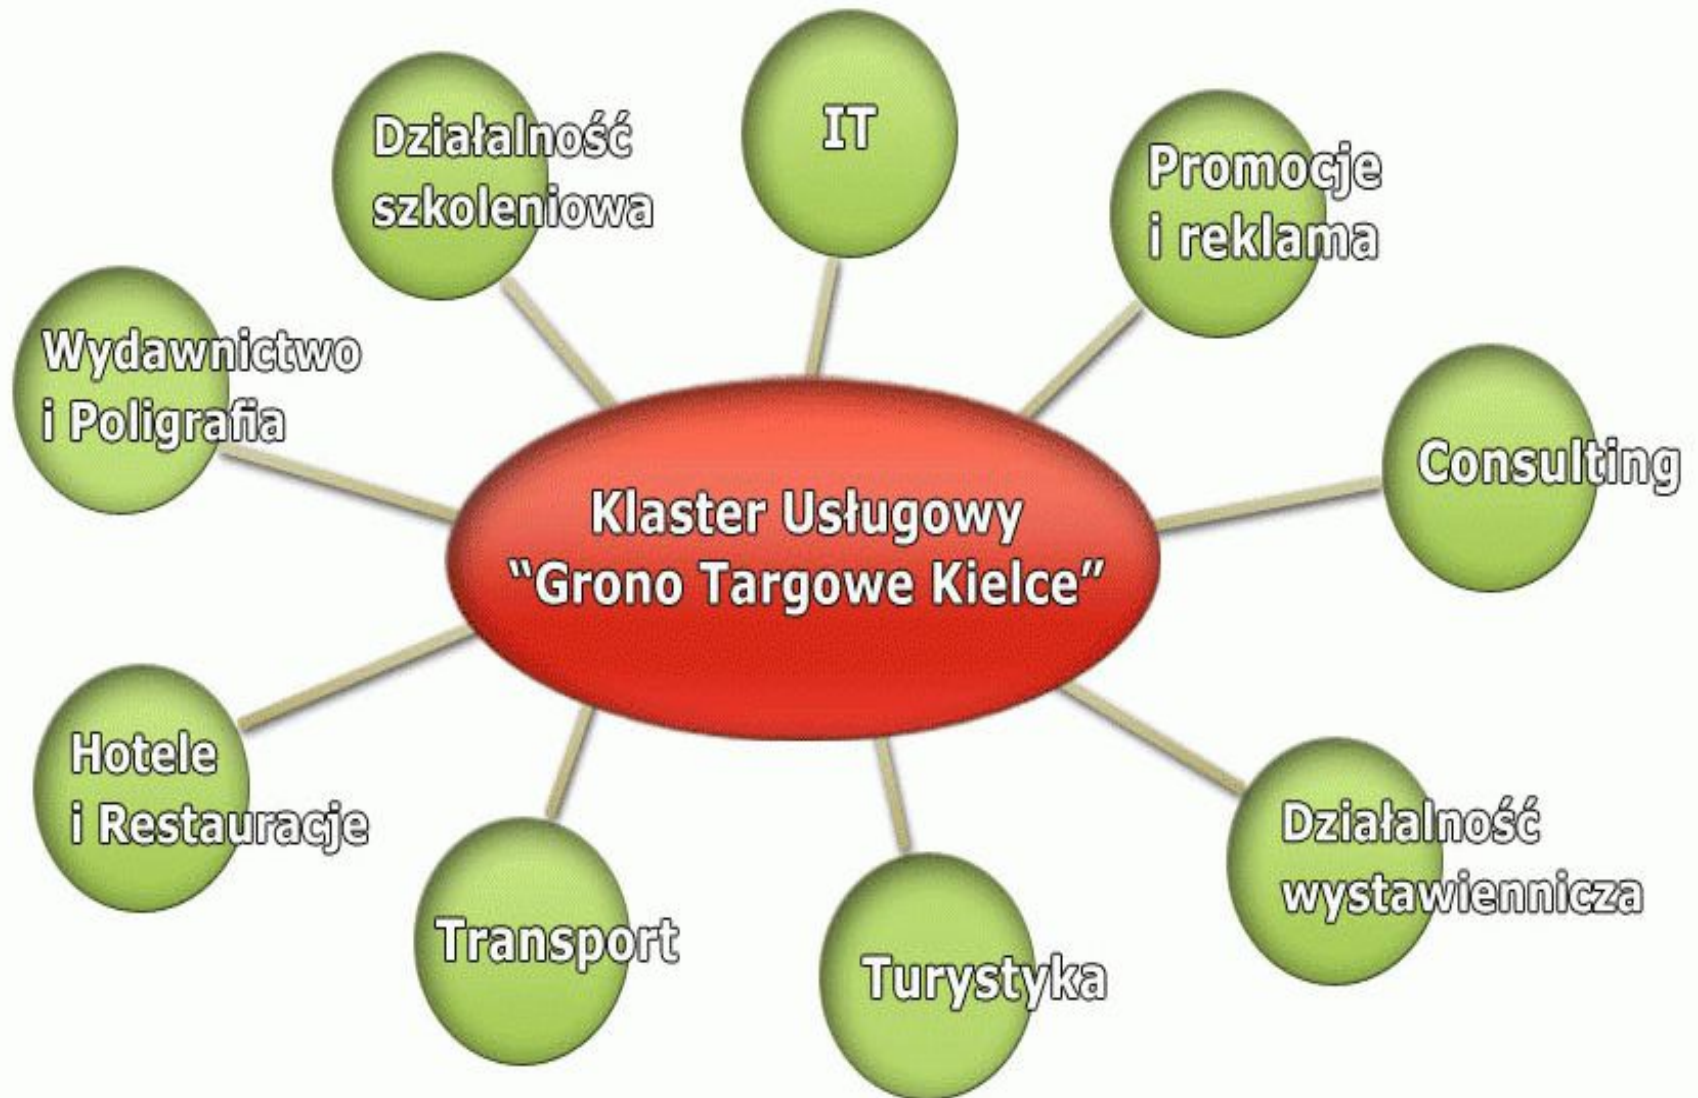 IT
Działalność
szkoleniowa
Promocje
i reklama
Wydawnictwo
i Poligrafia
Consulting
Klaster Usługowy
“Grono Targowe Kielce”
Hotele
i Restauracje
Działalność
wystawiennicza
Transport
Turystyka